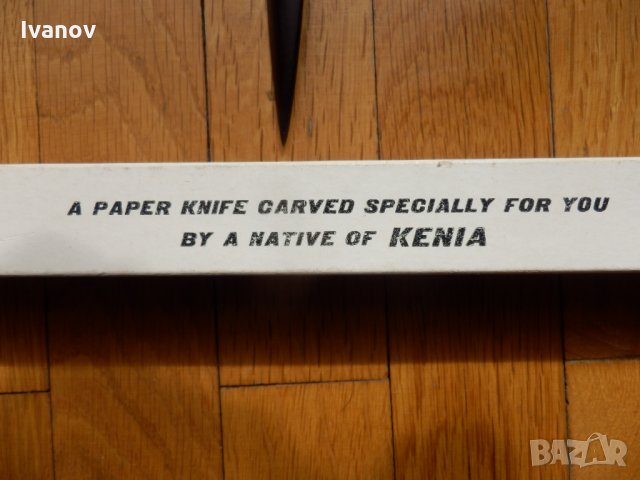 Ivanov
A PAPER KNIFE CARVED SPECIALLY FOR YOU
BY A NATIVE OF KENIA
BAZAR